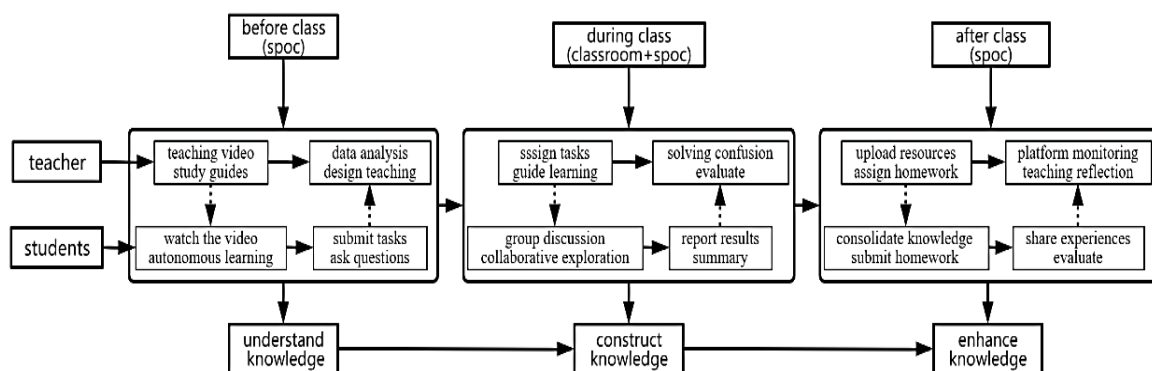 before class
(spoc)
during class
(classroom+spoc)
after class
(spoc)
teacher
teaching video
study guides
data analysis
design teaching
sssign tasks
guide learning
solving confusion
evaluate
upload resources
assign homework
platform monitoring
teaching reflection
students
watch the video
autonomous learning
submit tasks
ask questions
group discussion
collaborative exploration
report results
summary
consolidate knowledge
submit homework
share experiences
evaluate
understand
knowledge
construct
knowledge
enhance
knowledge